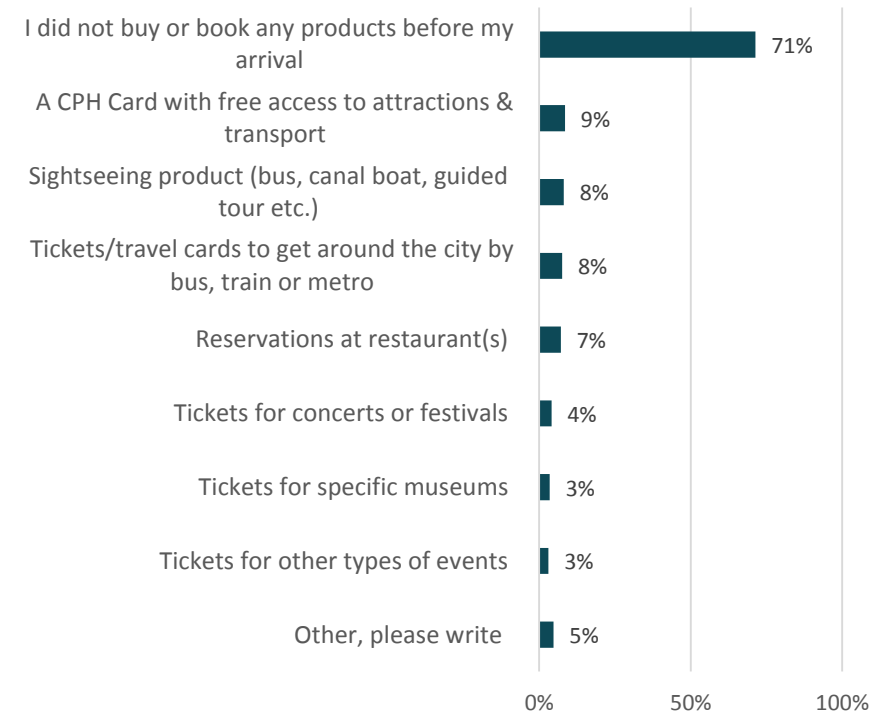 I did not buy or book any products before my
arrival
71%
A CPH Card with free access to attractions &
transport
9%
Sightseeing product (bus, canal boat, guided
tour etc.)
8%
Tickets/travel cards to get around the city by
bus, train or metro
8%
Reservations at restaurant(s)
7%
Tickets for concerts or festivals
4%
Tickets for specific museums
3%
Tickets for other types of events
3%
Other, please write
5%
0%
50%
100%